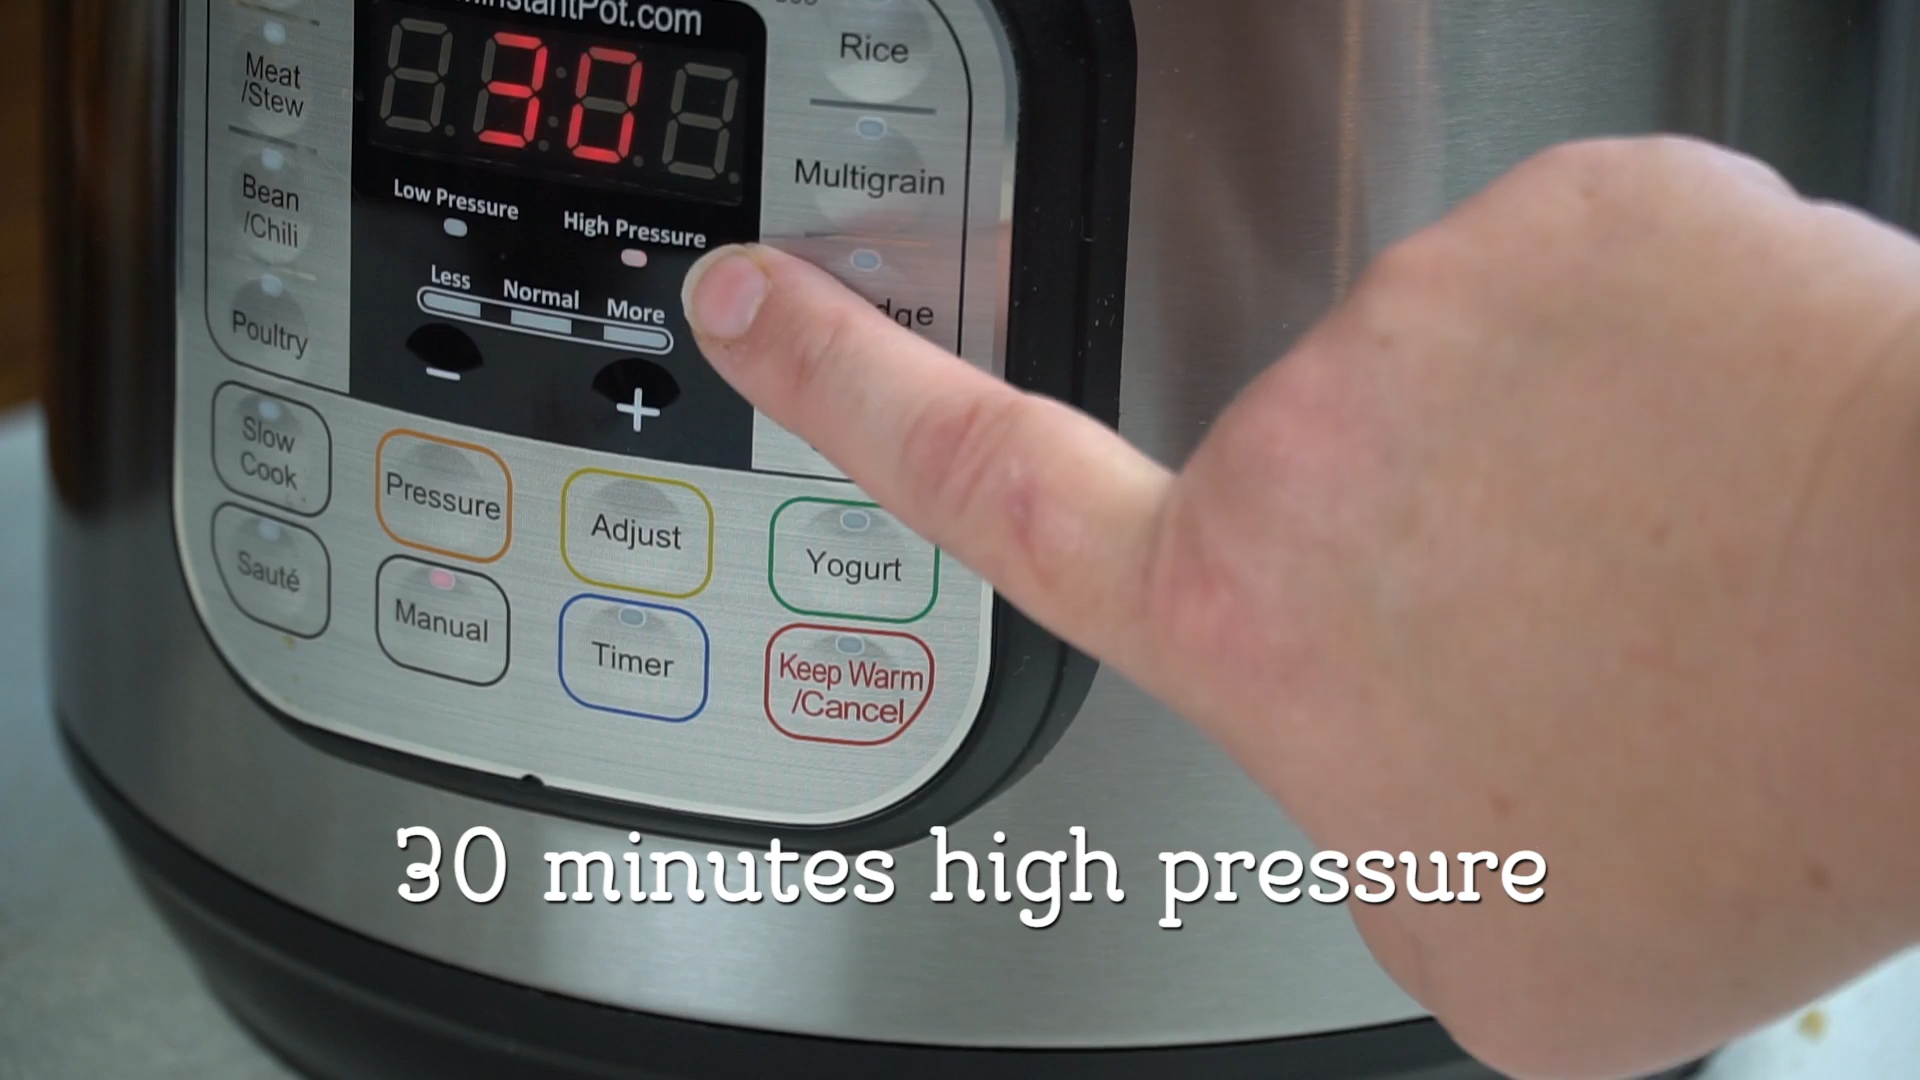 InstantPot.com
30
Rice
Meat
/Stew
Multigrain
Bean
/Chili
Low Pressure
High Pressure
Less
Normal
More
Poultry
−
+
Slow
Cook
Pressure
Adjust
Yogurt
Sauté
Manual
Timer
Keep Warm
/Cancel
30 minutes high pressure